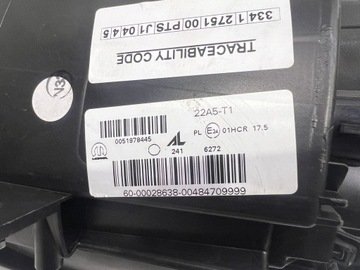 334 1 2751 00 PTS J1 04 4 5
TRACEABILITY CODE
22A5-T1
PL E24 01HCR 17.5
0051978445
AL
241 6272
60-00028638-00484709999